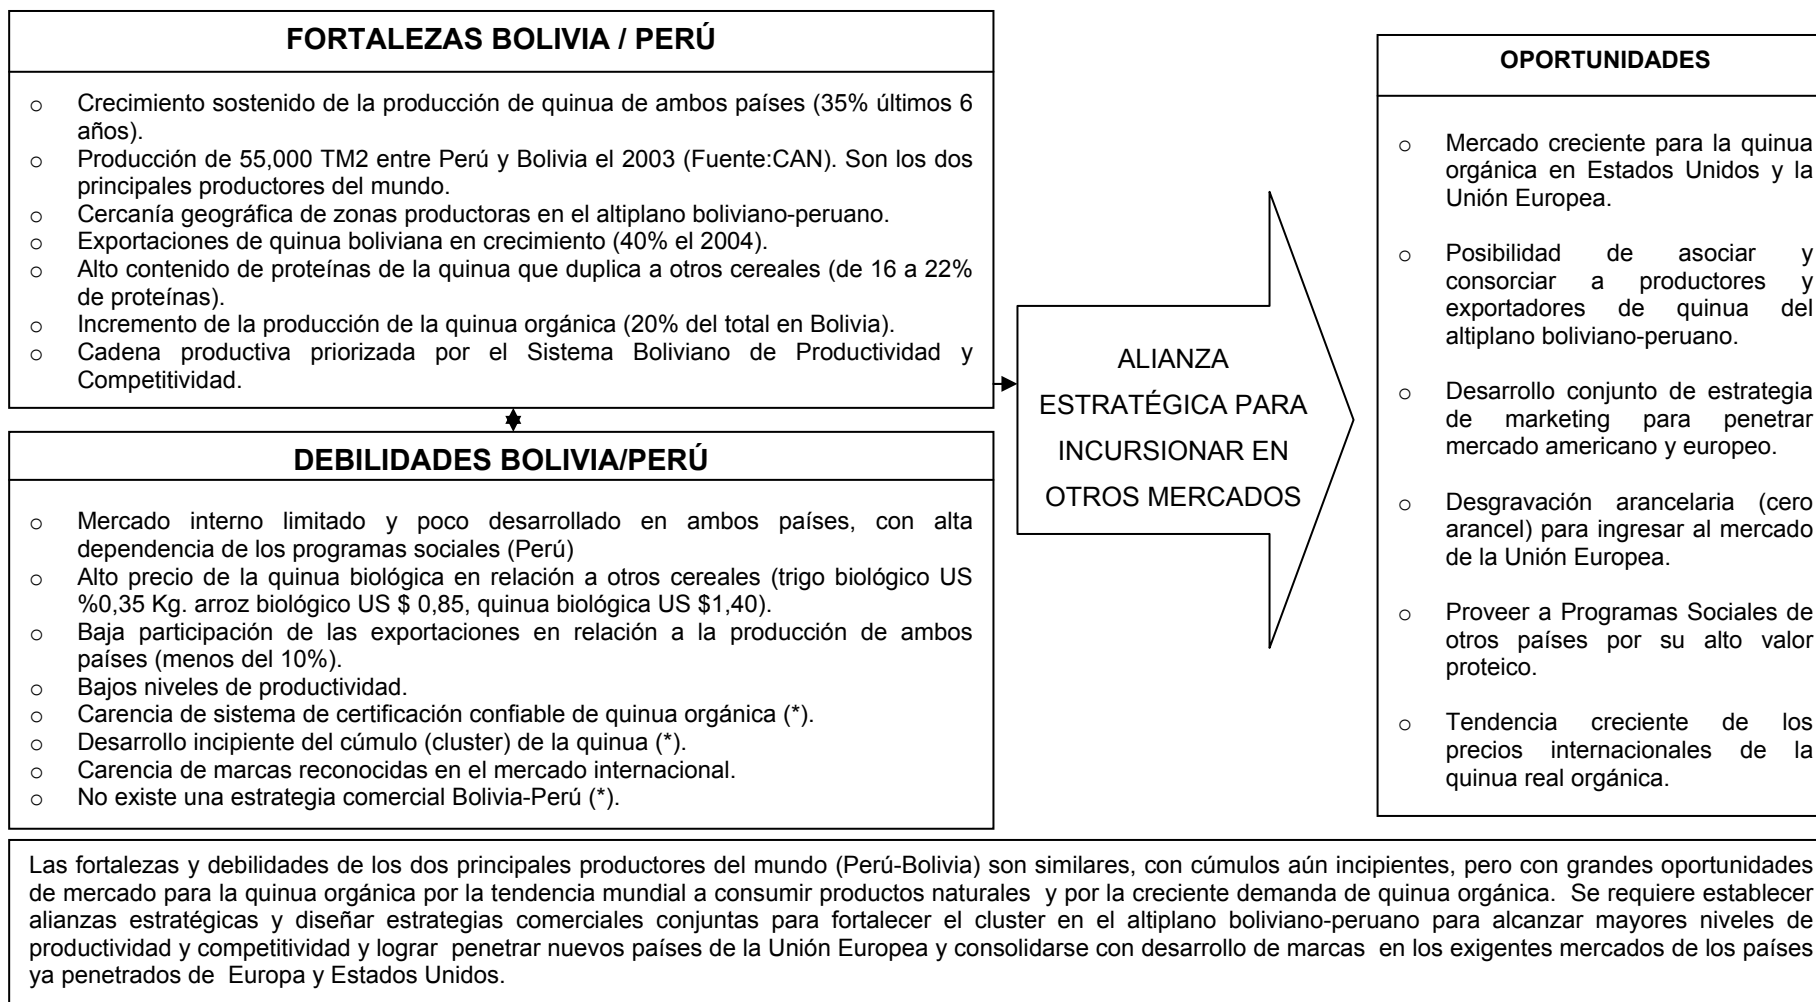 FORTALEZAS BOLIVIA / PERÚ
o Crecimiento sostenido de la producción de quinua de ambos países (35% últimos 6
años).
o Producción de 55,000 TM2 entre Perú y Bolivia el 2003 (Fuente:CAN). Son los dos
principales productores del mundo.
o Cercanía geográfica de zonas productoras en el altiplano boliviano-peruano.
o Exportaciones de quinua boliviana en crecimiento (40% el 2004).
o Alto contenido de proteínas de la quinua que duplica a otros cereales (de 16 a 22%
de proteínas).
o Incremento de la producción de la quinua orgánica (20% del total en Bolivia).
o Cadena productiva priorizada por el Sistema Boliviano de Productividad y
Competitividad.
DEBILIDADES BOLIVIA/PERÚ
o Mercado interno limitado y poco desarrollado en ambos países, con alta
dependencia de los programas sociales (Perú)
o Alto precio de la quinua biológica en relación a otros cereales (trigo biológico US
%0,35 Kg. arroz biológico US $ 0,85, quinua biológica US $1,40).
o Baja participación de las exportaciones en relación a la producción de ambos
países (menos del 10%).
o Bajos niveles de productividad.
o Carencia de sistema de certificación confiable de quinua orgánica (*).
o Desarrollo incipiente del cúmulo (cluster) de la quinua (*).
o Carencia de marcas reconocidas en el mercado internacional.
o No existe una estrategia comercial Bolivia-Perú (*).
ALIANZA
ESTRATÉGICA PARA
INCURSIONAR EN
OTROS MERCADOS
OPORTUNIDADES
o Mercado creciente para la quinua
orgánica en Estados Unidos y la
Unión Europea.
o Posibilidad de asociar y
consorciar a productores y
exportadores de quinua del
altiplano boliviano-peruano.
o Desarrollo conjunto de estrategia
de marketing para penetrar
mercado americano y europeo.
o Desgravación arancelaria (cero
arancel) para ingresar al mercado
de la Unión Europea.
o Proveer a Programas Sociales de
otros países por su alto valor
proteico.
o Tendencia creciente de los
precios internacionales de la
quinua real orgánica.
Las fortalezas y debilidades de los dos principales productores del mundo (Perú-Bolivia) son similares, con cúmulos aún incipientes, pero con grandes oportunidades
de mercado para la quinua orgánica por la tendencia mundial a consumir productos naturales y por la creciente demanda de quinua orgánica. Se requiere establecer
alianzas estratégicas y diseñar estrategias comerciales conjuntas para fortalecer el cluster en el altiplano boliviano-peruano para alcanzar mayores niveles de
productividad y competitividad y lograr penetrar nuevos países de la Unión Europea y consolidarse con desarrollo de marcas en los exigentes mercados de los países
ya penetrados de Europa y Estados Unidos.